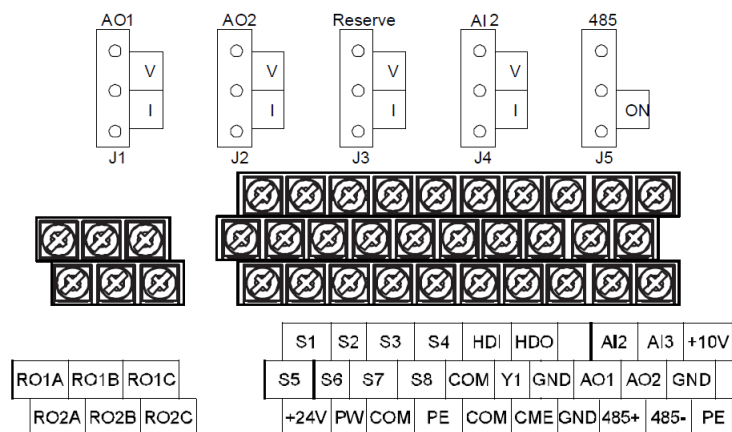 AO1 AO2 Reserve AI2 485
V V V V
I I I I ON
J1 J2 J3 J4 J5
S1 S2 S3 S4 HDI HDO AI2 AI3 +10V
RO1A RO1B RO1C S5 S6 S7 S8 COM Y1 GND AO1 AO2 GND
RO2A RO2B RO2C +24V PW COM PE COM CME GND 485+ 485- PE